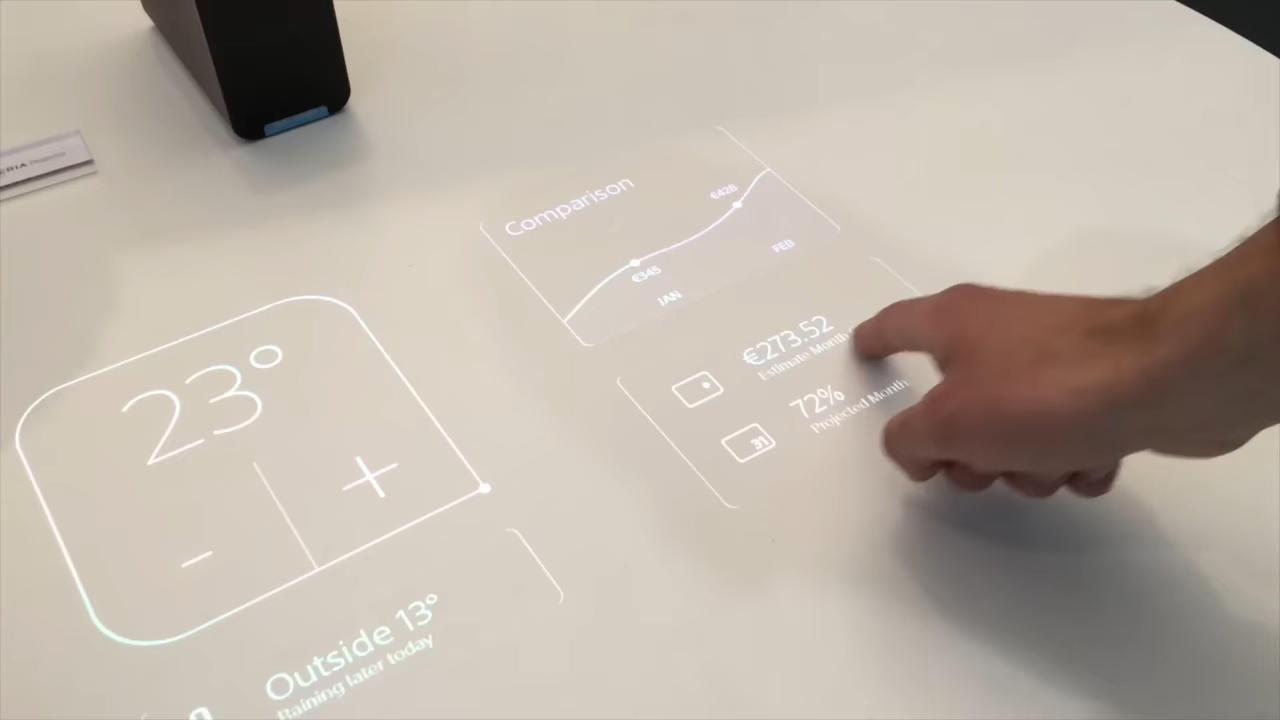 Comparison
€428
€345
JAN
FEB
€273.52
Estimate Month
72%
Projected Month
31
23°
- +
Outside 13°
Raining later today